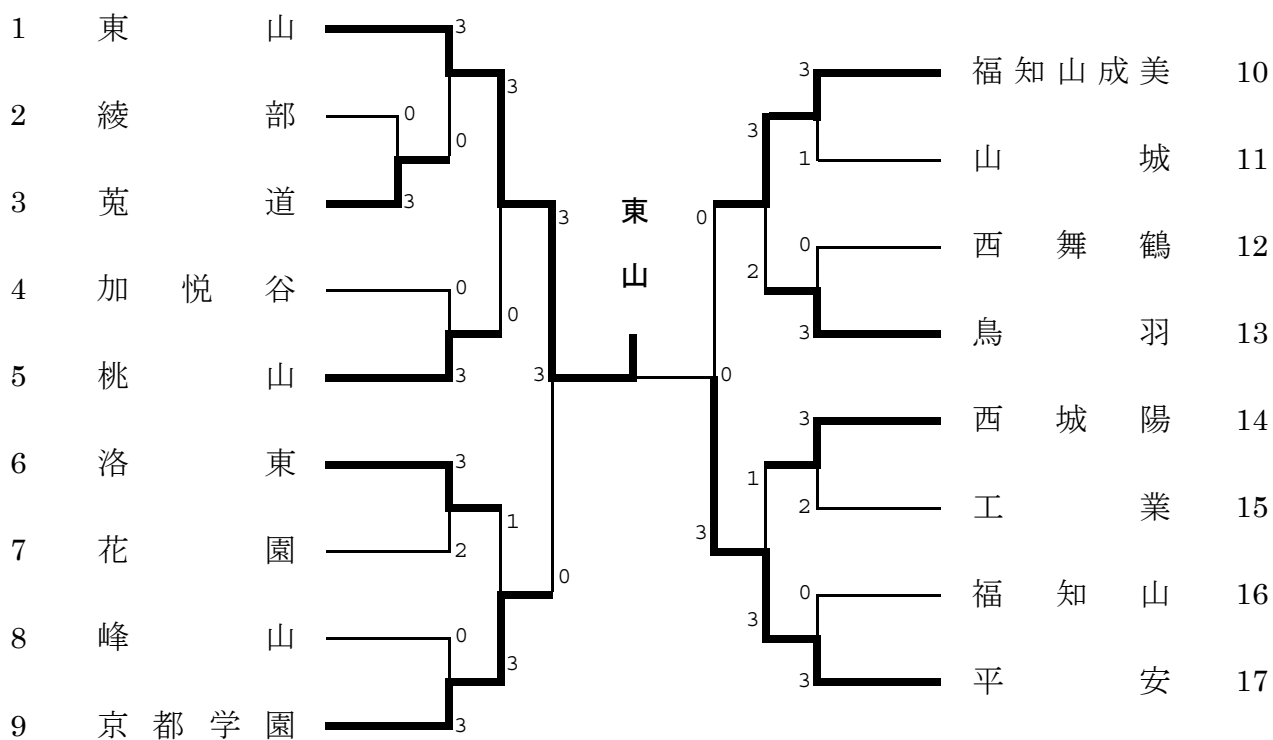 1 東山 3
3
2 綾部 0
0
3 莵道 3
3
4 加悦谷 0
0
5 桃山 3
3
6 洛東 3
1
7 花園 2
0
8 峰山 0
3
9 京都学園 3
東山
3 福知山成美 10
3
1 山城 11
0
0 西舞鶴 12
2
3 鳥羽 13
0
3 西城陽 14
1
2 工業 15
3
0 福知山 16
3
3 平安 17